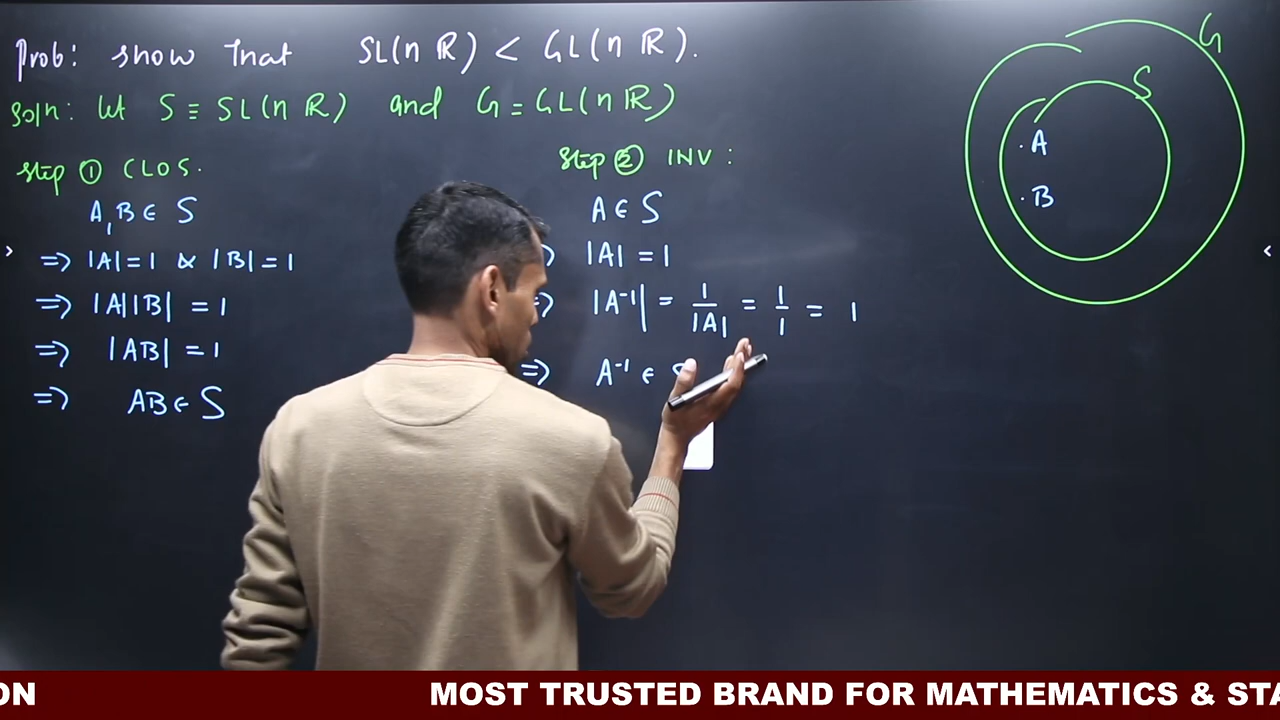 Prob: show that SL(n ℝ) < GL(n ℝ).
Soln: let S ≡ SL(n ℝ) and G = GL(n ℝ)
Step ① CLOS.
A, B ∈ S
=> |A| = 1 & |B| = 1
=> |A||B| = 1
=> |AB| = 1
=> AB ∈ S
Step ② INV :
A ∈ S
|A| = 1
|A⁻¹| = 1/|A| = 1/1 = 1
=> A⁻¹ ∈
G
S
. A
. B
ON MOST TRUSTED BRAND FOR MATHEMATICS & STA